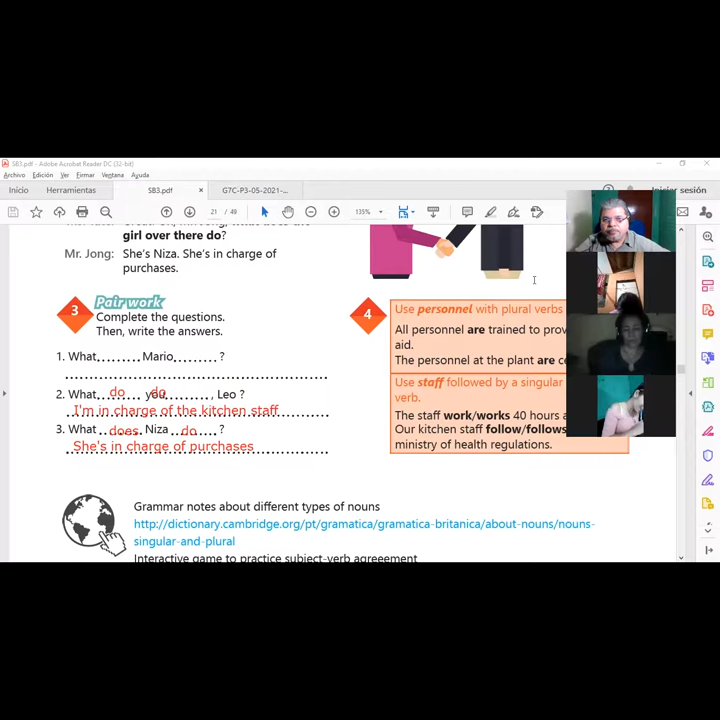 SB3.pdf - Adobe Acrobat Reader DC (32-bit)
Archivo Edición Ver Firmar Ventana Ayuda
Inicio Herramientas SB3.pdf × G7C-P3-05-2021-... Iniciar sesión
21 / 49 135%
girl over there do?
Mr. Jong: She's Niza. She's in charge of
purchases.
3 Pair work
Complete the questions.
Then, write the answers.
1. What......... Mario......... ?
2. What... do ... you do ..., Leo ?
I'm in charge of the kitchen staff
3. What ..does.. Niza ...do... ?
She's in charge of purchases
4 Use personnel with plural verbs
All personnel are trained to prov
aid.
The personnel at the plant are ce
Use staff followed by a singular
verb.
The staff work/works 40 hours a
Our kitchen staff follow/follows
ministry of health regulations.
Grammar notes about different types of nouns
http://dictionary.cambridge.org/pt/gramatica/gramatica-britanica/about-nouns/nouns-
singular-and-plural
Interactive game to practice subject-verb agreeement